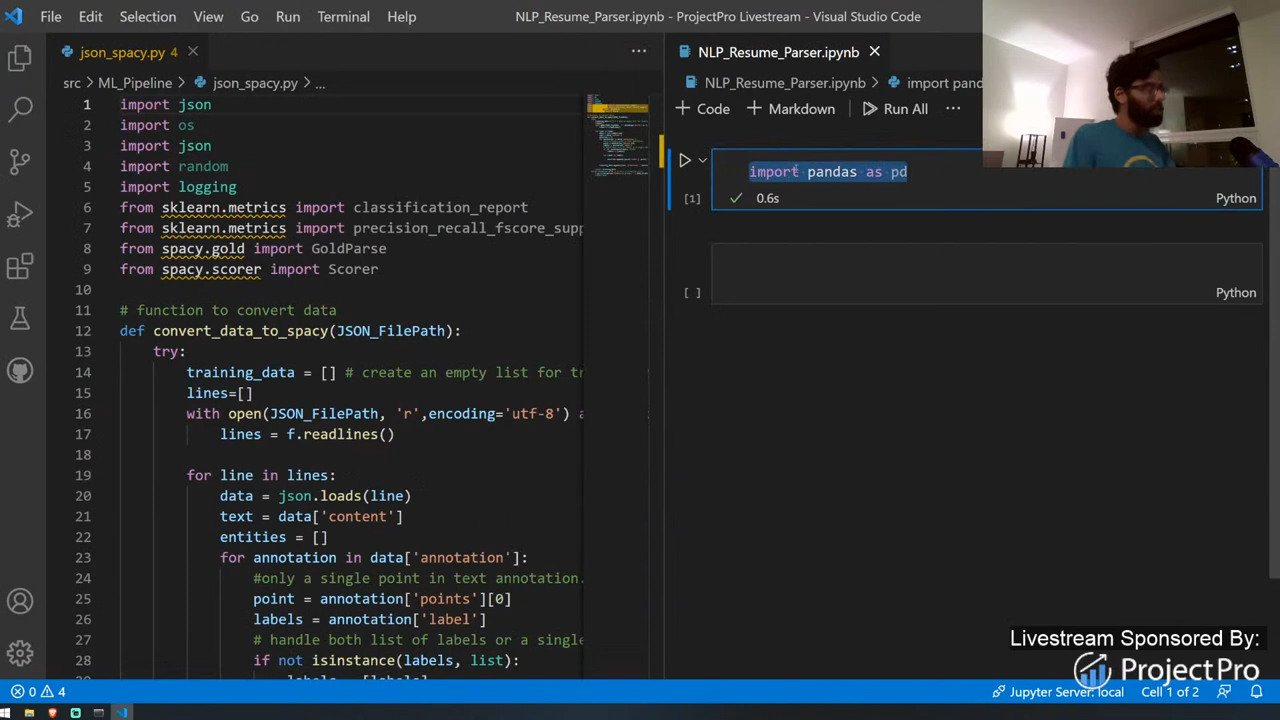 File Edit Selection View Go Run Terminal Help NLP_Resume_Parser.ipynb - ProjectPro Livestream - Visual Studio Code
json_spacy.py 4
src > ML_Pipeline > json_spacy.py > ...
1 import json
2 import os
3 import json
4 import random
5 import logging
6 from sklearn.metrics import classification_report
7 from sklearn.metrics import precision_recall_fscore_supp
8 from spacy.gold import GoldParse
9 from spacy.scorer import Scorer
10
11 # function to convert data
12 def convert_data_to_spacy(JSON_FilePath):
13 try:
14 training_data = [] # create an empty list for tr
15 lines=[]
16 with open(JSON_FilePath, 'r',encoding='utf-8') a
17 lines = f.readlines()
18
19 for line in lines:
20 data = json.loads(line)
21 text = data['content']
22 entities = []
23 for annotation in data['annotation']:
24 #only a single point in text annotation.
25 point = annotation['points'][0]
26 labels = annotation['label']
27 # handle both list of labels or a single
28 if not isinstance(labels, list):
NLP_Resume_Parser.ipynb
NLP_Resume_Parser.ipynb > import pand
+ Code + Markdown Run All ...
import pandas as pd
[1] 0.6s Python
[ ] Python
Livestream Sponsored By:
ProjectPro
0 4 Jupyter Server: local Cell 1 of 2